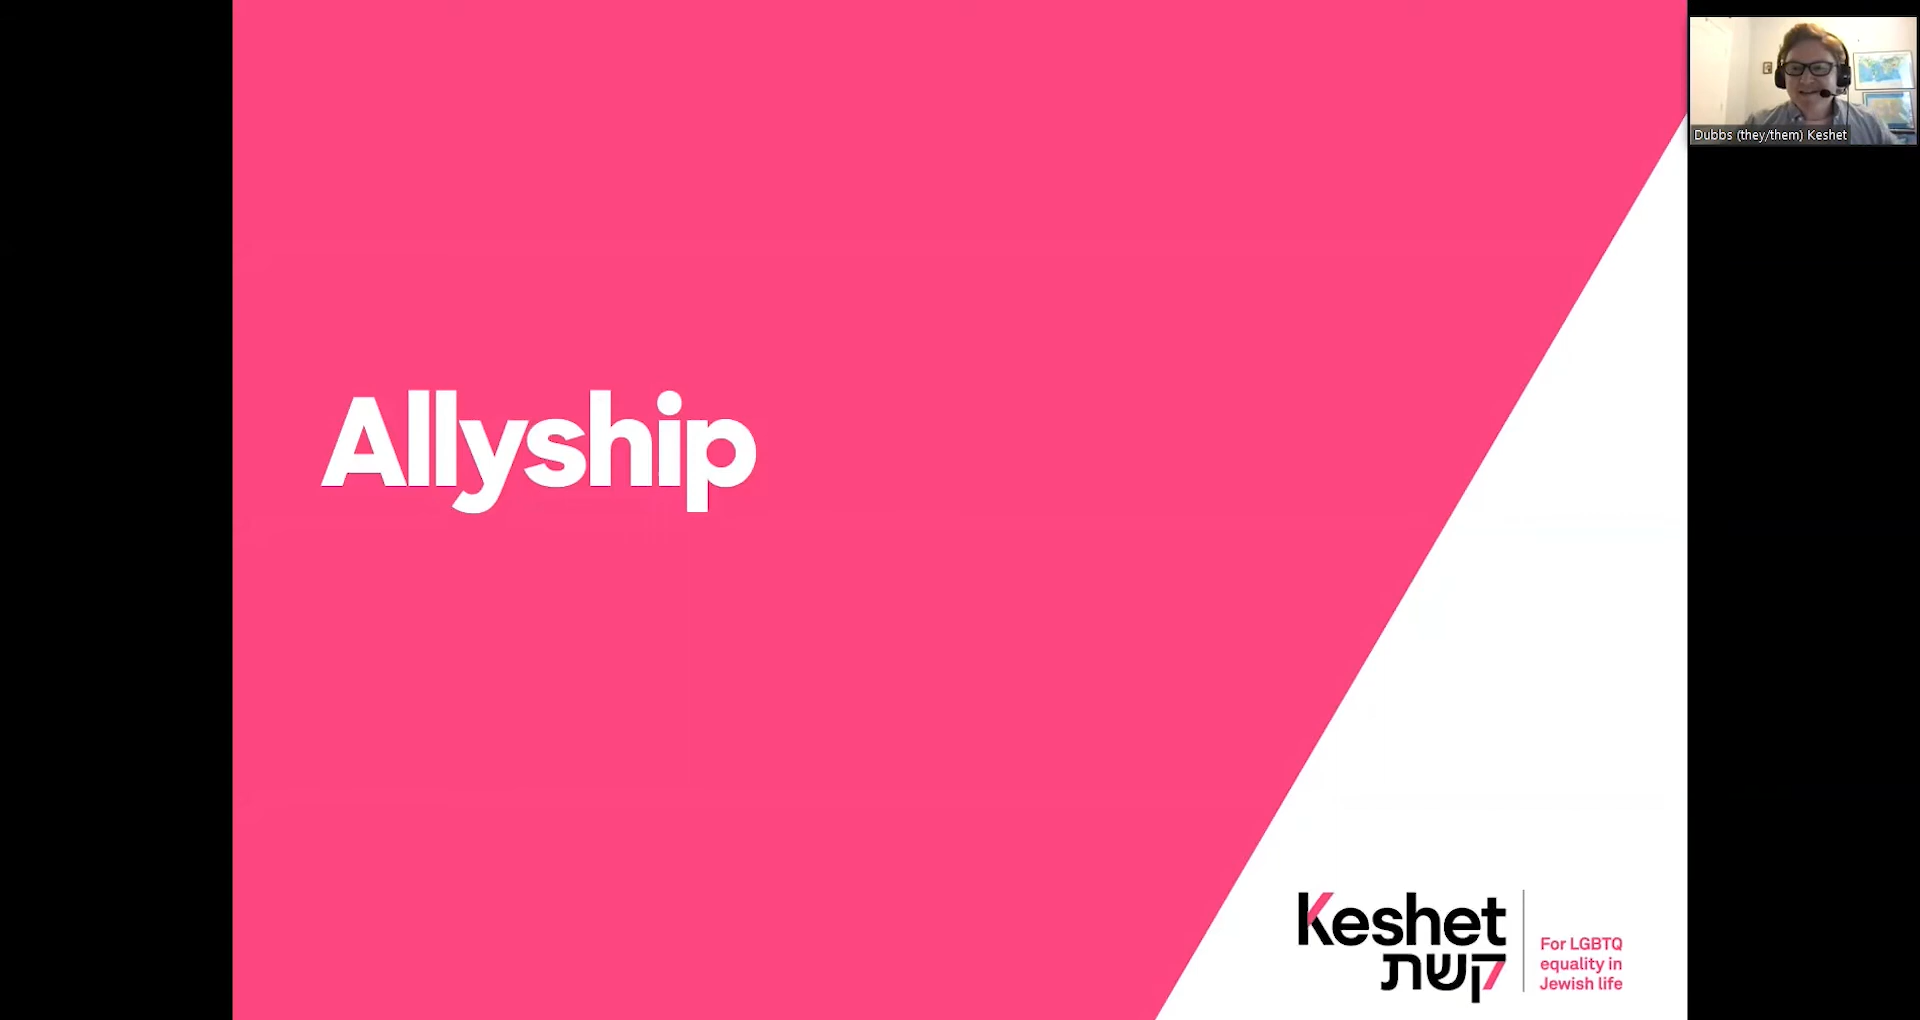 Allyship
Dubbs (they/them) Keshet
Keshet
קשת
For LGBTQ
equality in
Jewish life